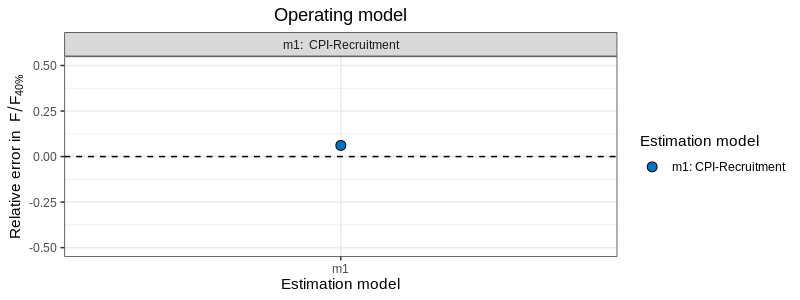 Operating model
m1: CPI-Recruitment
Relative error in F/F40%
0.50
0.25
0.00
-0.25
-0.50
m1
Estimation model
Estimation model
m1: CPI-Recruitment